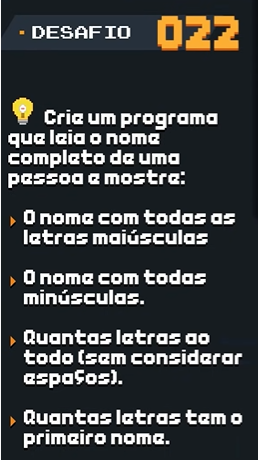 DESAFIO 022
Crie um programa
que leia o nome
completo de uma
pessoa e mostre:
O nome com todas as
letras maiúsculas
O nome com todas
minúsculas.
Quantas letras ao
todo (sem considerar
espaços).
Quantas letras tem o
primeiro nome.